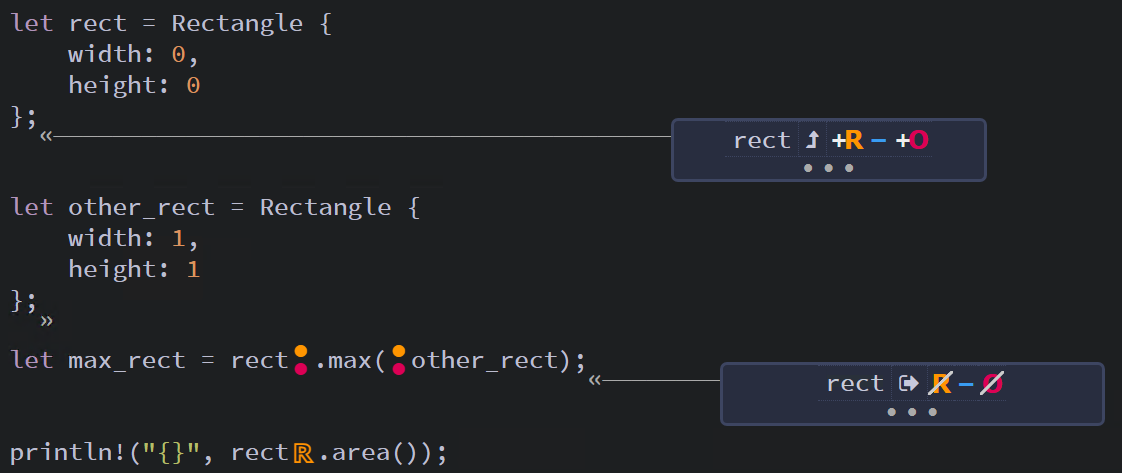 let rect = Rectangle {
    width: 0,
    height: 0
};
« rect ⮥ +R - +O
• • •
let other_rect = Rectangle {
    width: 1,
    height: 1
};
»
let max_rect = rect.max(other_rect);
« rect R - O
• • •
println!("{}", rectR.area());